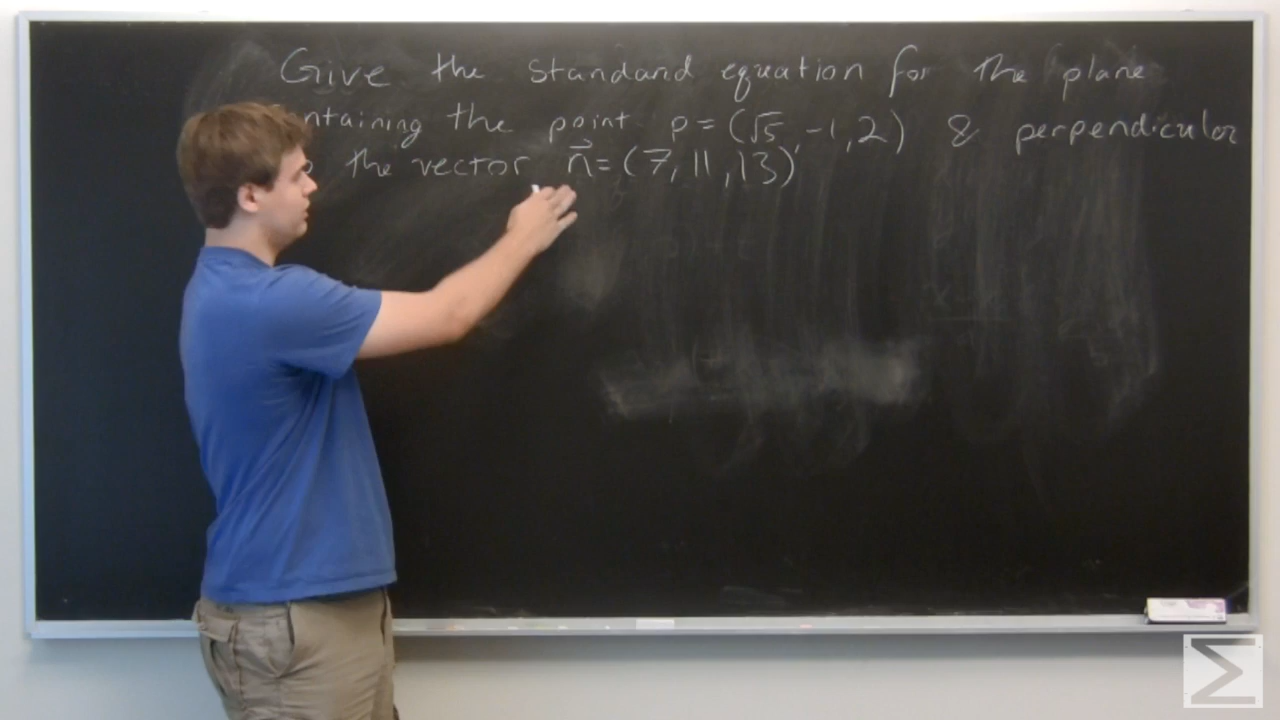 Give the standard equation for the plane
ntaining the point p = (√5, -1, 2) & perpendicular
the vector n⃗ = (7, 11, 13)
Σ